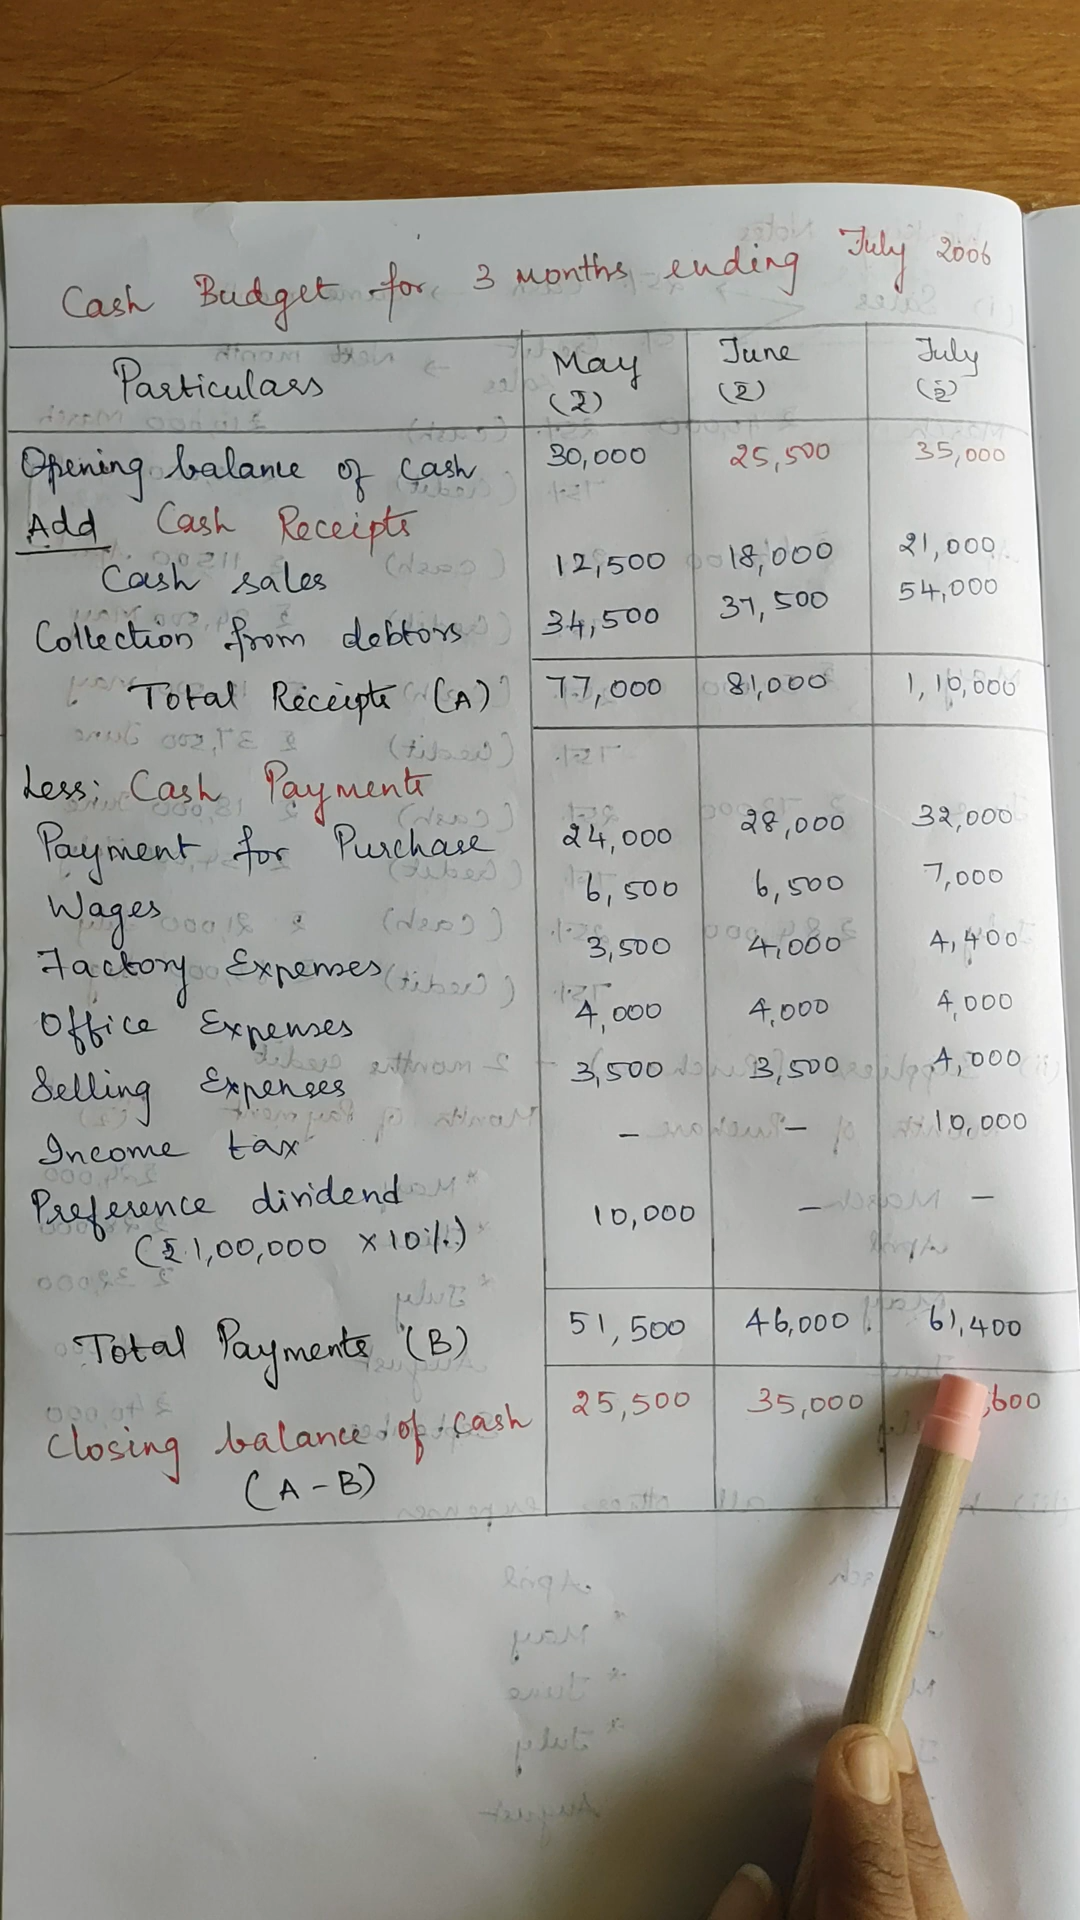 Cash Budget for 3 months ending July 2006
Particulars May (₹) June (₹) July (₹)
Opening balance of cash 30,000 25,500 35,000
Add Cash Receipts
Cash sales 12,500 18,000 21,000
Collection from debtors 34,500 37,500 54,000
Total Receipts (A) 77,000 81,000 1,10,000
Less: Cash Payments
Payment for Purchase 24,000 28,000 32,000
Wages 6,500 6,500 7,000
Factory Expenses 3,500 4,000 4,400
Office Expenses 4,000 4,000 4,000
Selling Expenses 3,500 3,500 4,000
Income tax – – 10,000
Preference dividend 10,000 – –
(₹1,00,000 × 10%)
Total Payments (B) 51,500 46,000 61,400
Closing balance of cash 25,500 35,000 ,600
(A - B)